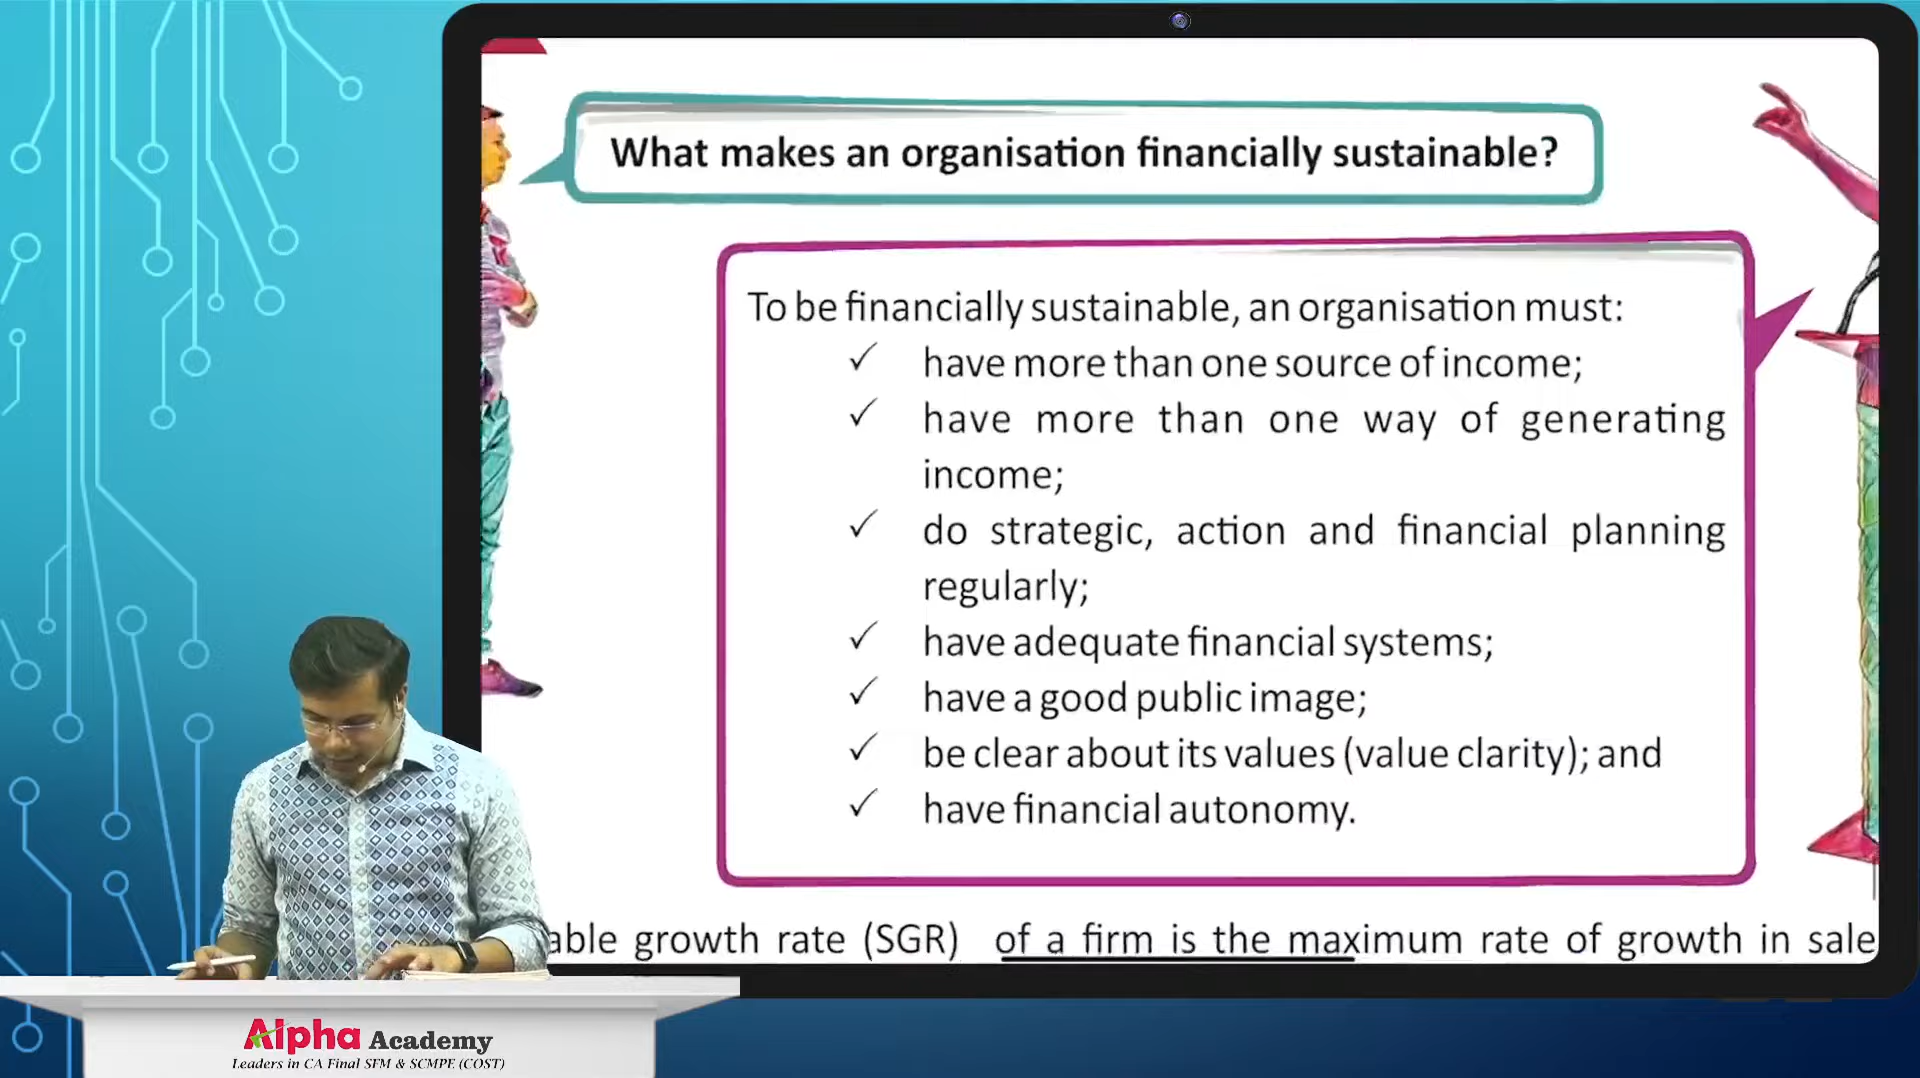 What makes an organisation financially sustainable?
To be financially sustainable, an organisation must:
✓ have more than one source of income;
✓ have more than one way of generating
income;
✓ do strategic, action and financial planning
regularly;
✓ have adequate financial systems;
✓ have a good public image;
✓ be clear about its values (value clarity); and
✓ have financial autonomy.
able growth rate (SGR) of a firm is the maximum rate of growth in sale
Alpha Academy
Leaders in CA Final SFM & SCMPE (COST)